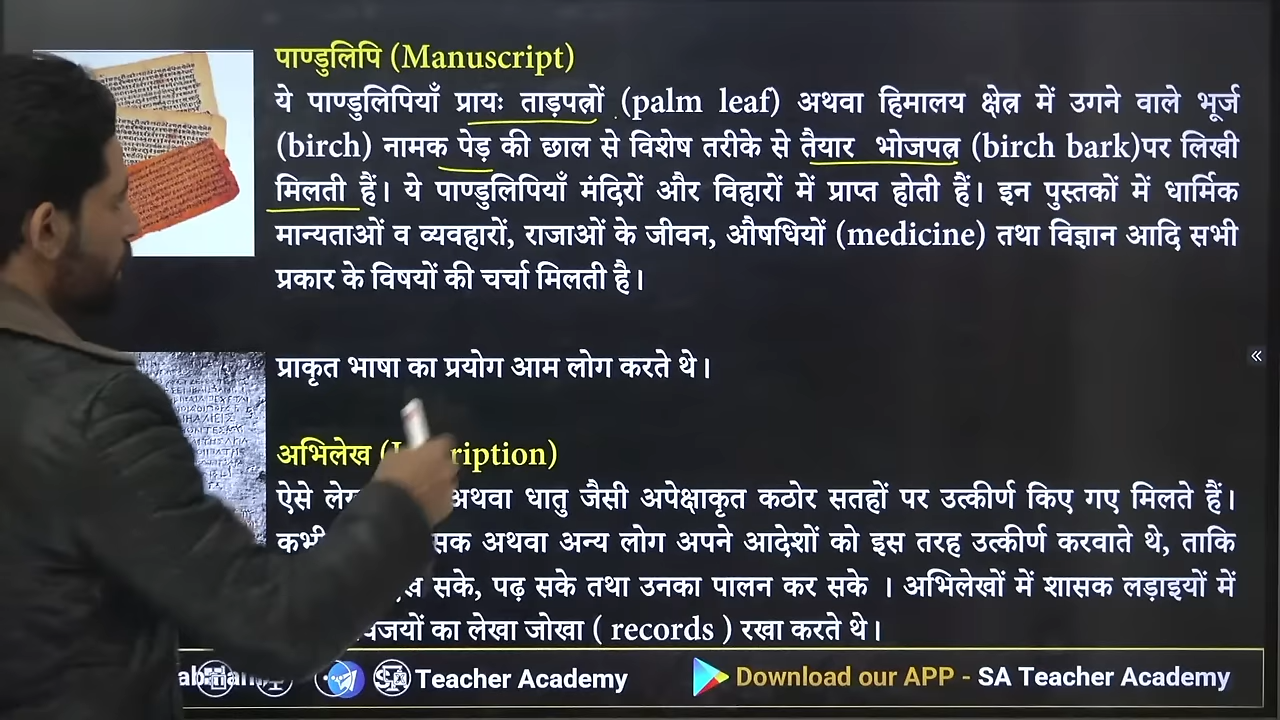 पाण्डुलिपि (Manuscript)
ये पाण्डुलिपियाँ प्रायः ताड़पत्रों (palm leaf) अथवा हिमालय क्षेत्र में उगने वाले भूर्ज
(birch) नामक पेड़ की छाल से विशेष तरीके से तैयार भोजपत्र (birch bark)पर लिखी
मिलती हैं। ये पाण्डुलिपियाँ मंदिरों और विहारों में प्राप्त होती हैं। इन पुस्तकों में धार्मिक
मान्यताओं व व्यवहारों, राजाओं के जीवन, औषधियों (medicine) तथा विज्ञान आदि सभी
प्रकार के विषयों की चर्चा मिलती है।
प्राकृत भाषा का प्रयोग आम लोग करते थे।
अभिलेख
ऐसे अथवा धातु जैसी अपेक्षाकृत कठोर सतहों पर उत्कीर्ण किए गए मिलते हैं।
अथवा अन्य लोग अपने आदेशों को इस तरह उत्कीर्ण करवाते थे, ताकि
सके, पढ़ सके तथा उनका पालन कर सके । अभिलेखों में शासक लड़ाइयों में
का लेखा जोखा ( records ) रखा करते थे।
Teacher Academy
Download our APP - SA Teacher Academy